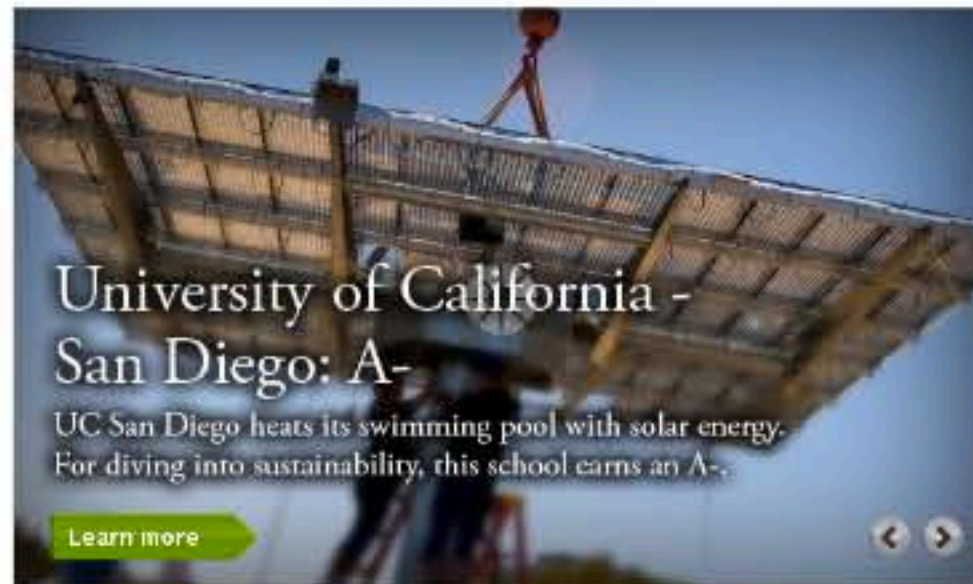 University of California -
San Diego: A-
UC San Diego heats its swimming pool with solar energy.
For diving into sustainability, this school earns an A-.
Learn more